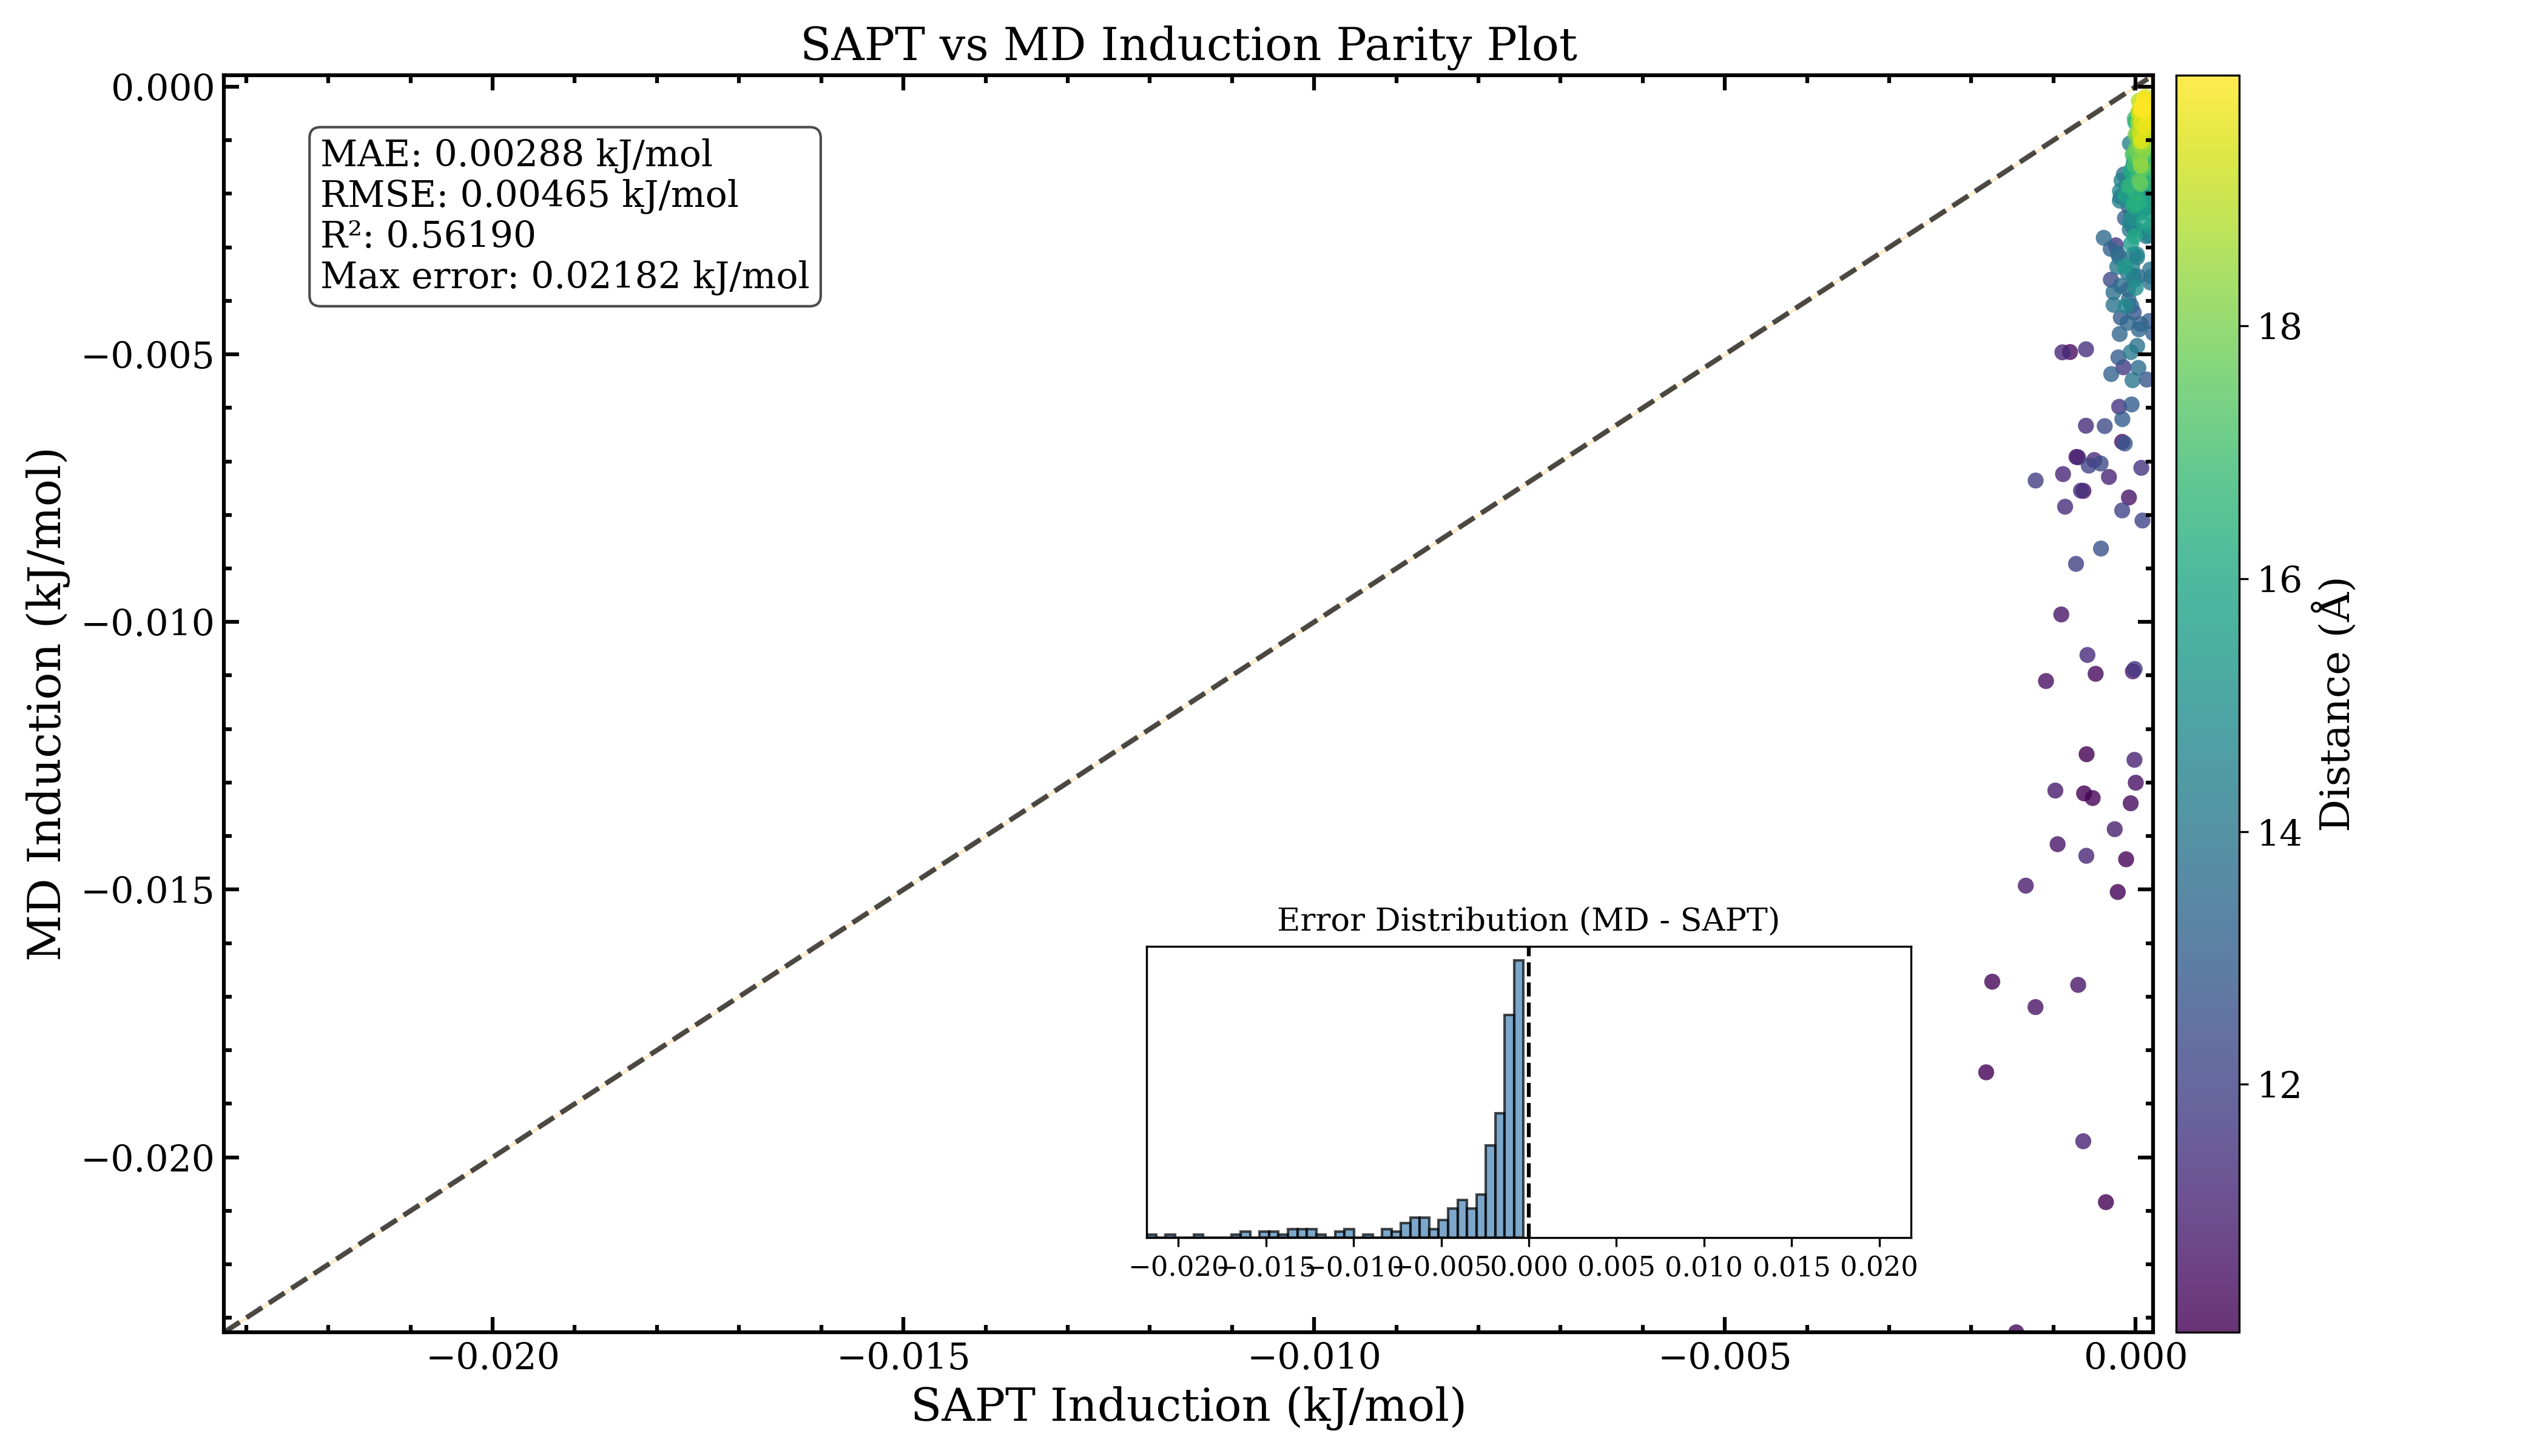 SAPT vs MD Induction Parity Plot
MAE: 0.00288 kJ/mol
RMSE: 0.00465 kJ/mol
R²: 0.56190
Max error: 0.02182 kJ/mol
MD Induction (kJ/mol)
0.000
−0.005
−0.010
−0.015
−0.020
Error Distribution (MD - SAPT)
−0.020 −0.015 −0.010 −0.005 0.000 0.005 0.010 0.015 0.020
−0.020 −0.015 −0.010 −0.005 0.000
SAPT Induction (kJ/mol)
18
16
14
12
Distance (Å)